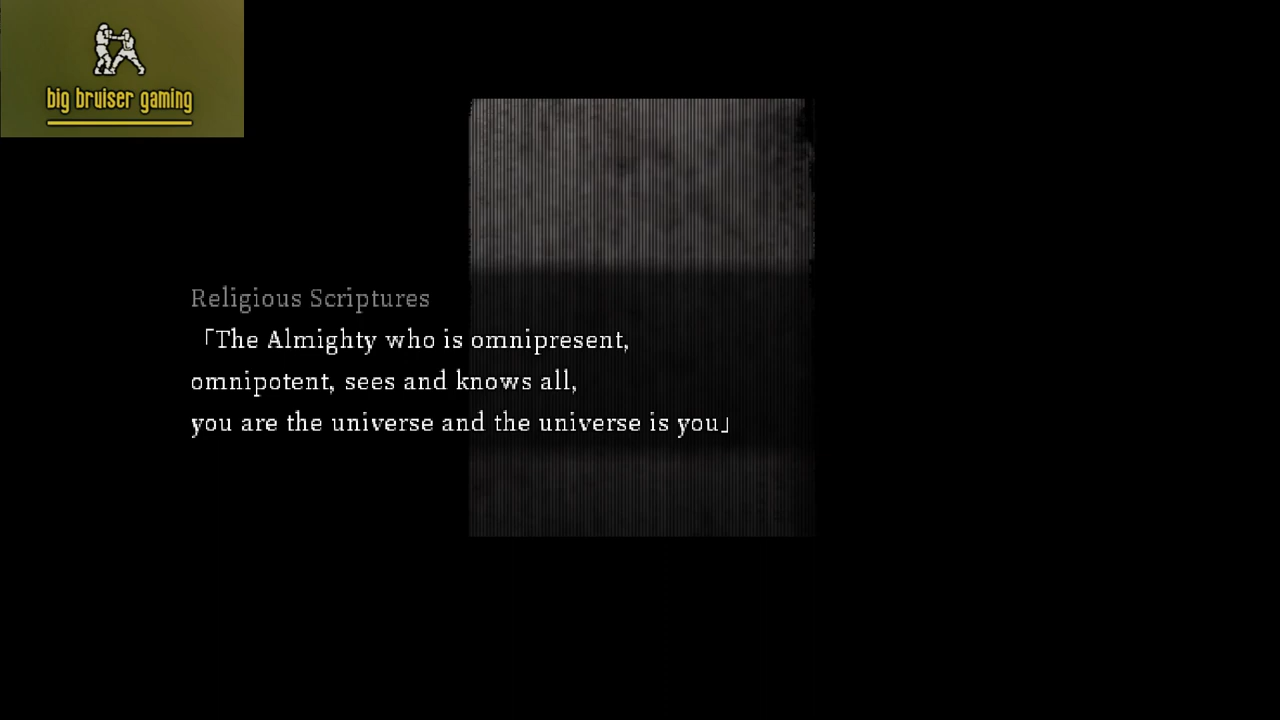 big bruiser gaming
Religious Scriptures
「The Almighty who is omnipresent,
omnipotent, sees and knows all,
you are the universe and the universe is you」